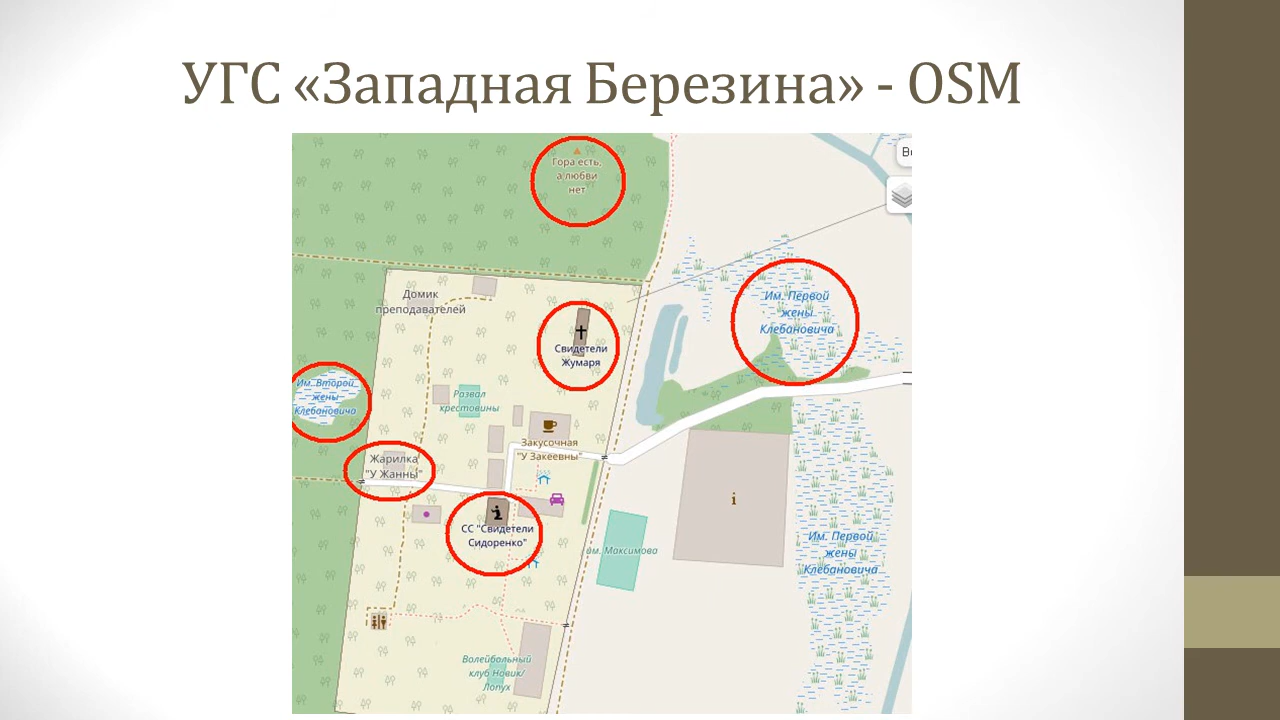 УГС «Западная Березина» - OSM
Гора есть,
а любви
нет
Им. Первой
жены
Клебановича
Домик
преподавателей
Свидетели
Жумаря
Им. Второй
жены
Клебановича
Развал
крестовины
Закусочная
"У Закеевны"
Жарилка
"У Жанны"
СС "Свидетели
Сидоренко"
им. Максимова
Им. Первой
жены
Клебановича
Волейбольный
клуб Новик/
Лопух